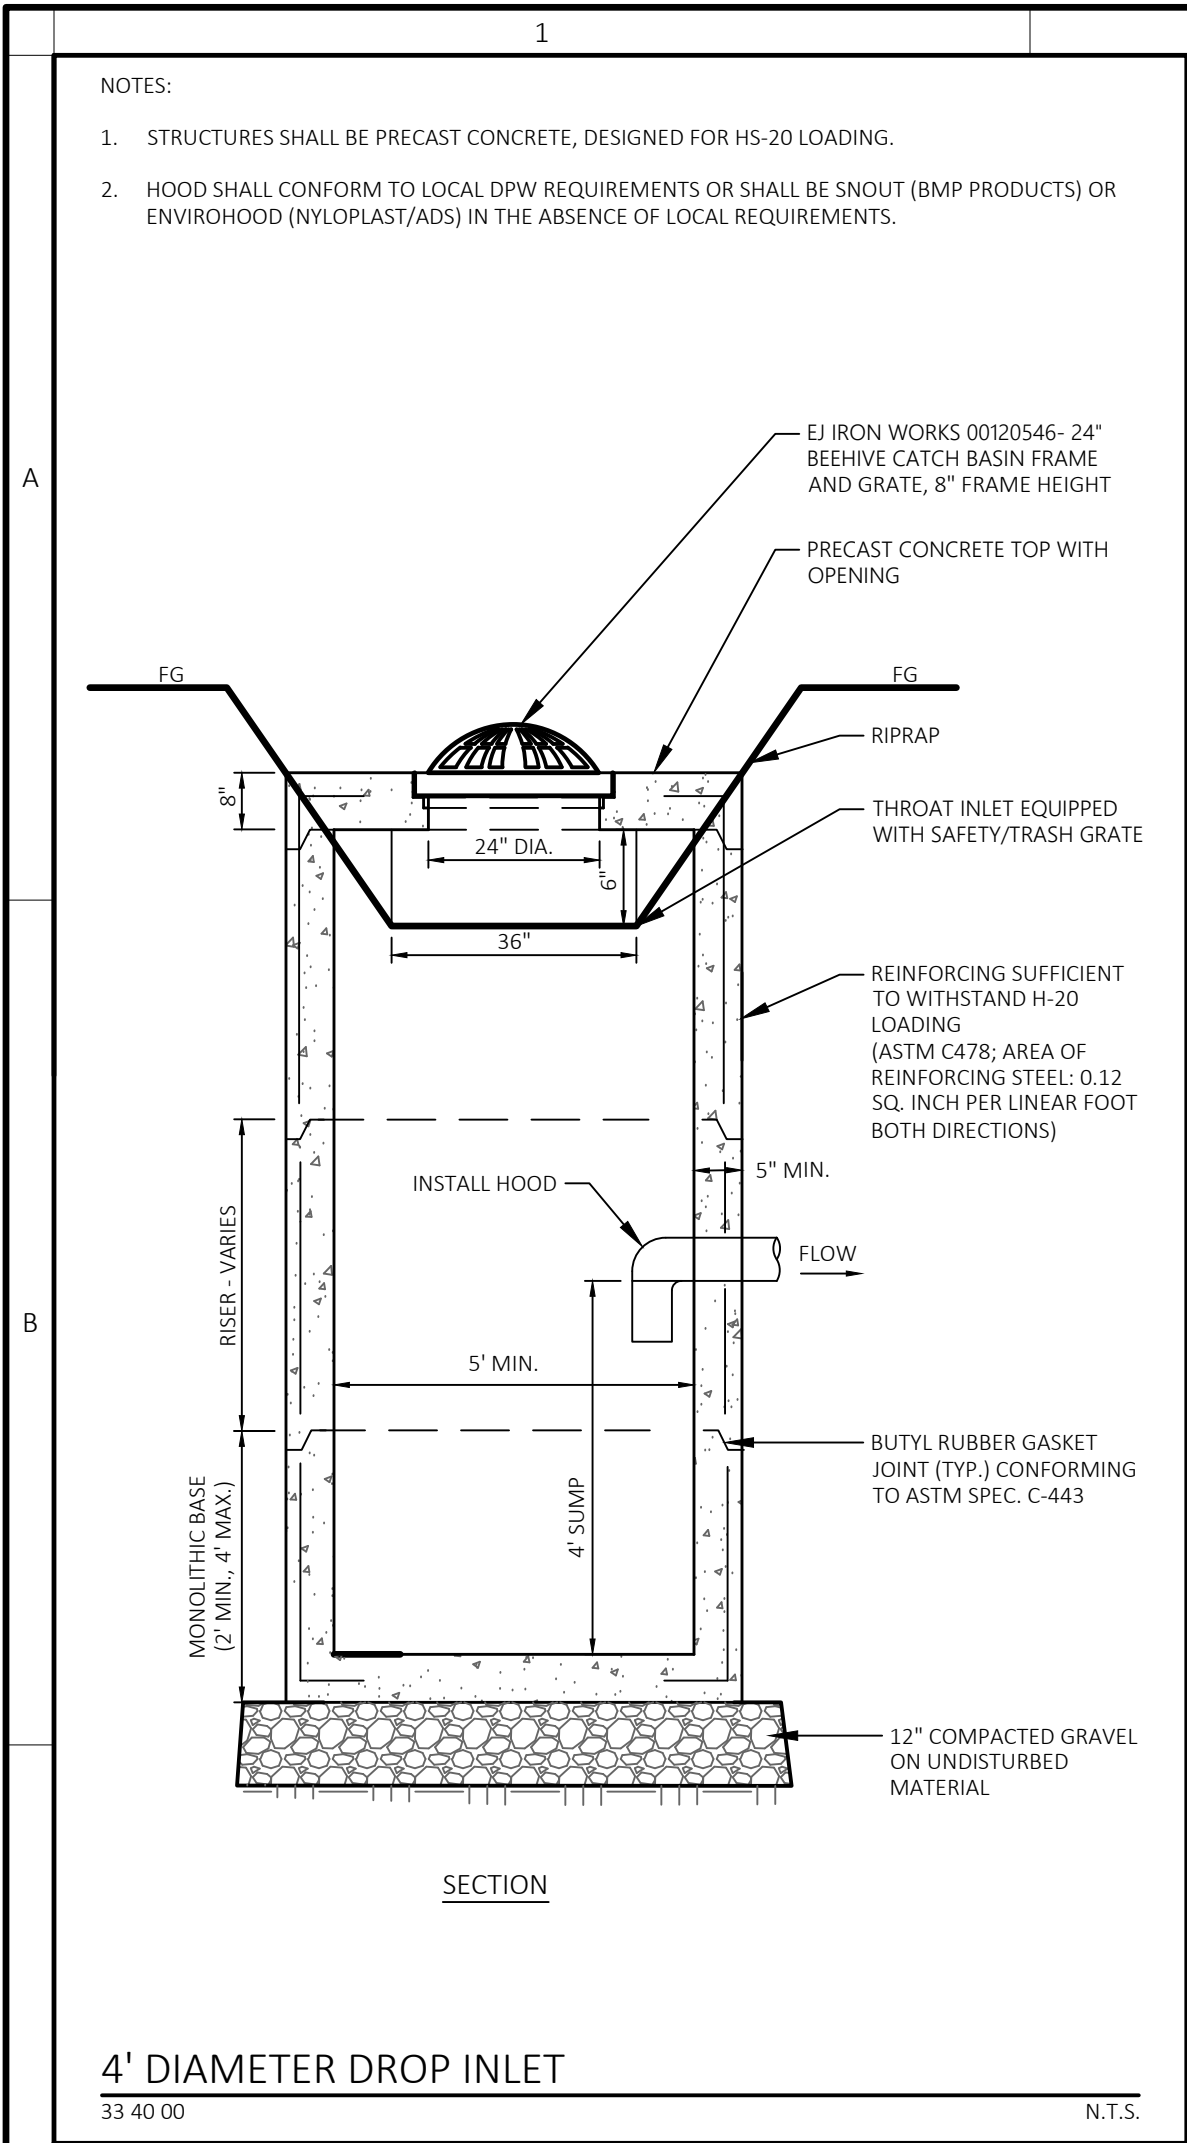 1
NOTES:
1. STRUCTURES SHALL BE PRECAST CONCRETE, DESIGNED FOR HS-20 LOADING.
2. HOOD SHALL CONFORM TO LOCAL DPW REQUIREMENTS OR SHALL BE SNOUT (BMP PRODUCTS) OR
ENVIROHOOD (NYLOPLAST/ADS) IN THE ABSENCE OF LOCAL REQUIREMENTS.
A
EJ IRON WORKS 00120546- 24"
BEEHIVE CATCH BASIN FRAME
AND GRATE, 8" FRAME HEIGHT
PRECAST CONCRETE TOP WITH
OPENING
FG
FG
RIPRAP
8"
THROAT INLET EQUIPPED
WITH SAFETY/TRASH GRATE
24" DIA.
6"
36"
REINFORCING SUFFICIENT
TO WITHSTAND H-20
LOADING
(ASTM C478; AREA OF
REINFORCING STEEL: 0.12
SQ. INCH PER LINEAR FOOT
BOTH DIRECTIONS)
5" MIN.
INSTALL HOOD
FLOW
RISER - VARIES
B
5' MIN.
BUTYL RUBBER GASKET
JOINT (TYP.) CONFORMING
TO ASTM SPEC. C-443
4' SUMP
MONOLITHIC BASE
(2' MIN., 4' MAX.)
12" COMPACTED GRAVEL
ON UNDISTURBED
MATERIAL
SECTION
4' DIAMETER DROP INLET
33 40 00
N.T.S.